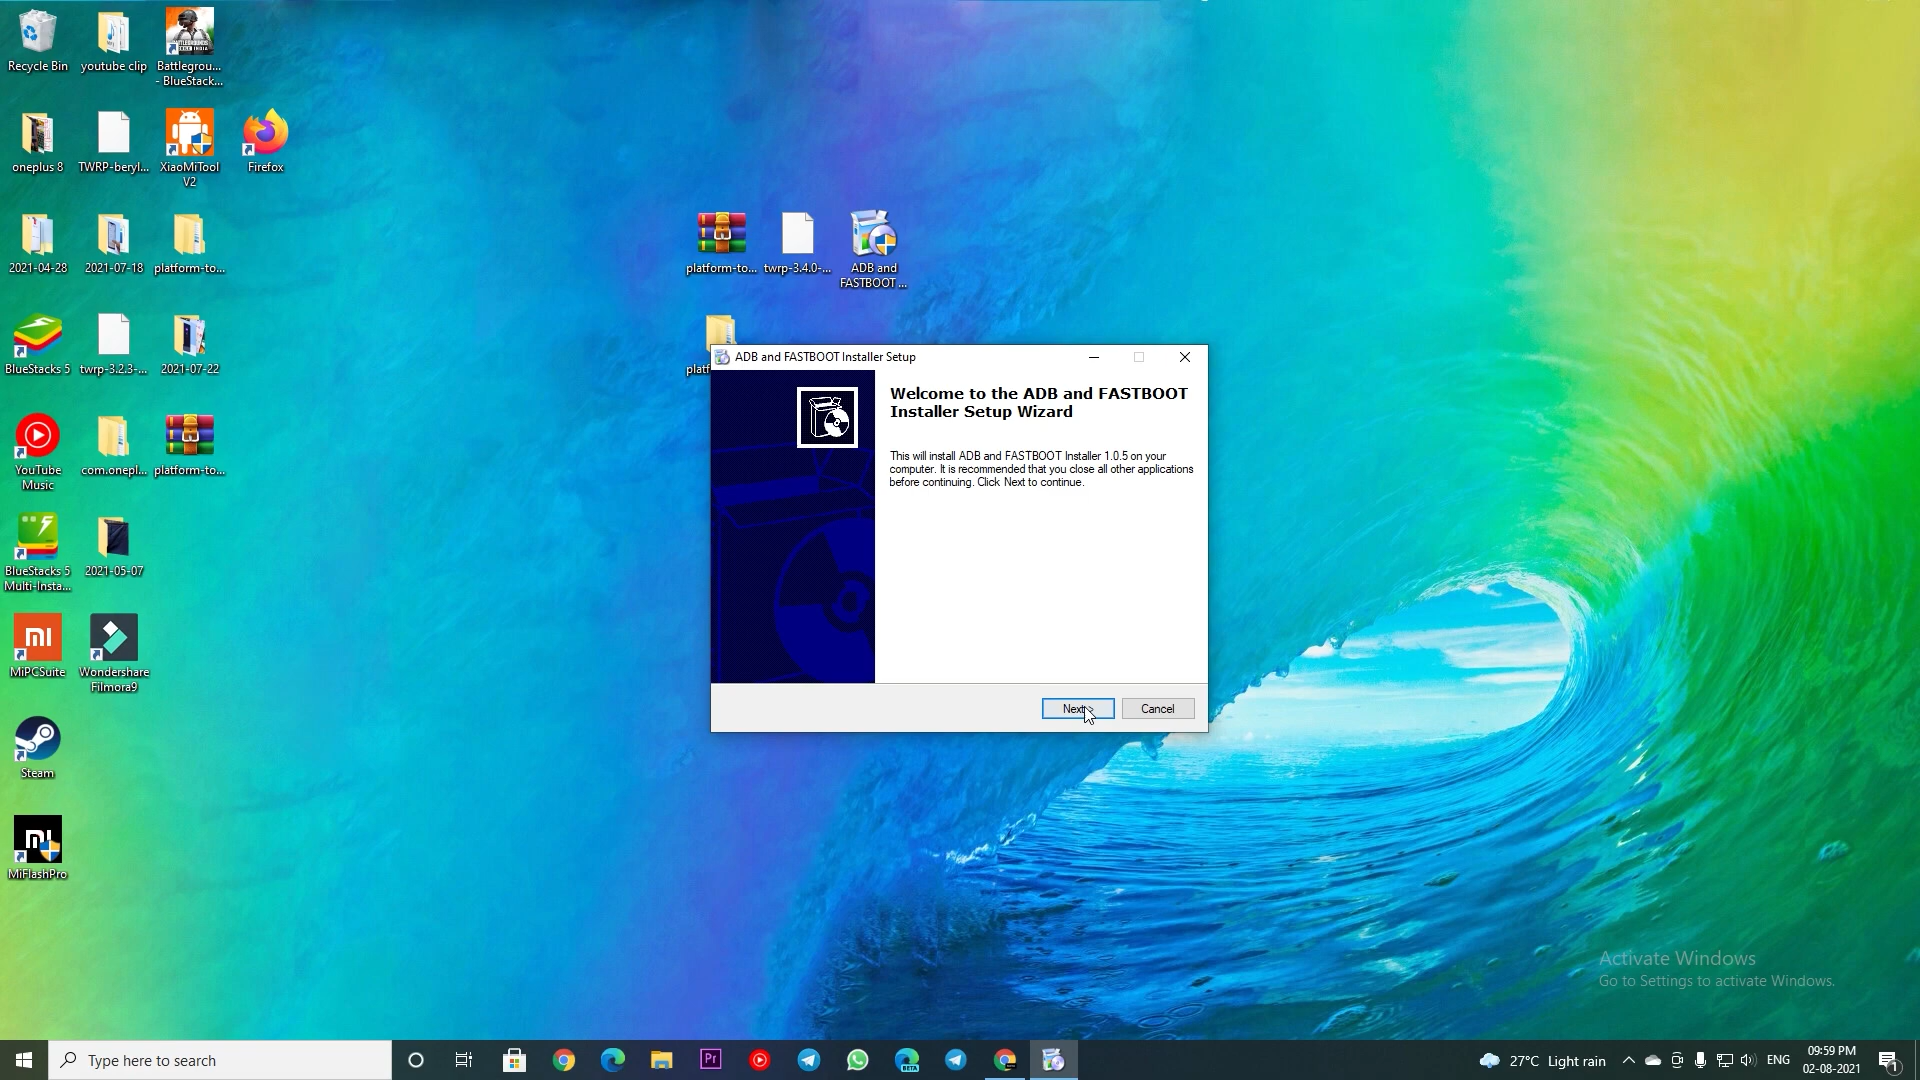 Recycle Bin
youtube clip
Battlegrou...
- BlueStack...
oneplus 8
TWRP-beryl...
XiaoMiTool
V2
Firefox
2021-04-28
2021-07-18
platform-to...
platform-to...
twrp-3.4.0-...
ADB and
FASTBOOT ...
BlueStacks 5
twrp-3.2.3-...
2021-07-22
platf
YouTube
Music
com.onepl...
platform-to...
BlueStacks 5
Multi-Insta...
2021-05-07
MiPCSuite
Wondershare
Filmora9
Steam
MiFlashPro
ADB and FASTBOOT Installer Setup
Welcome to the ADB and FASTBOOT
Installer Setup Wizard
This will install ADB and FASTBOOT Installer 1.0.5 on your
computer. It is recommended that you close all other applications
before continuing. Click Next to continue.
Next >
Cancel
Activate Windows
Go to Settings to activate Windows.
Type here to search
Pr
BETA
27°C Light rain
ENG
09:59 PM
02-08-2021
1